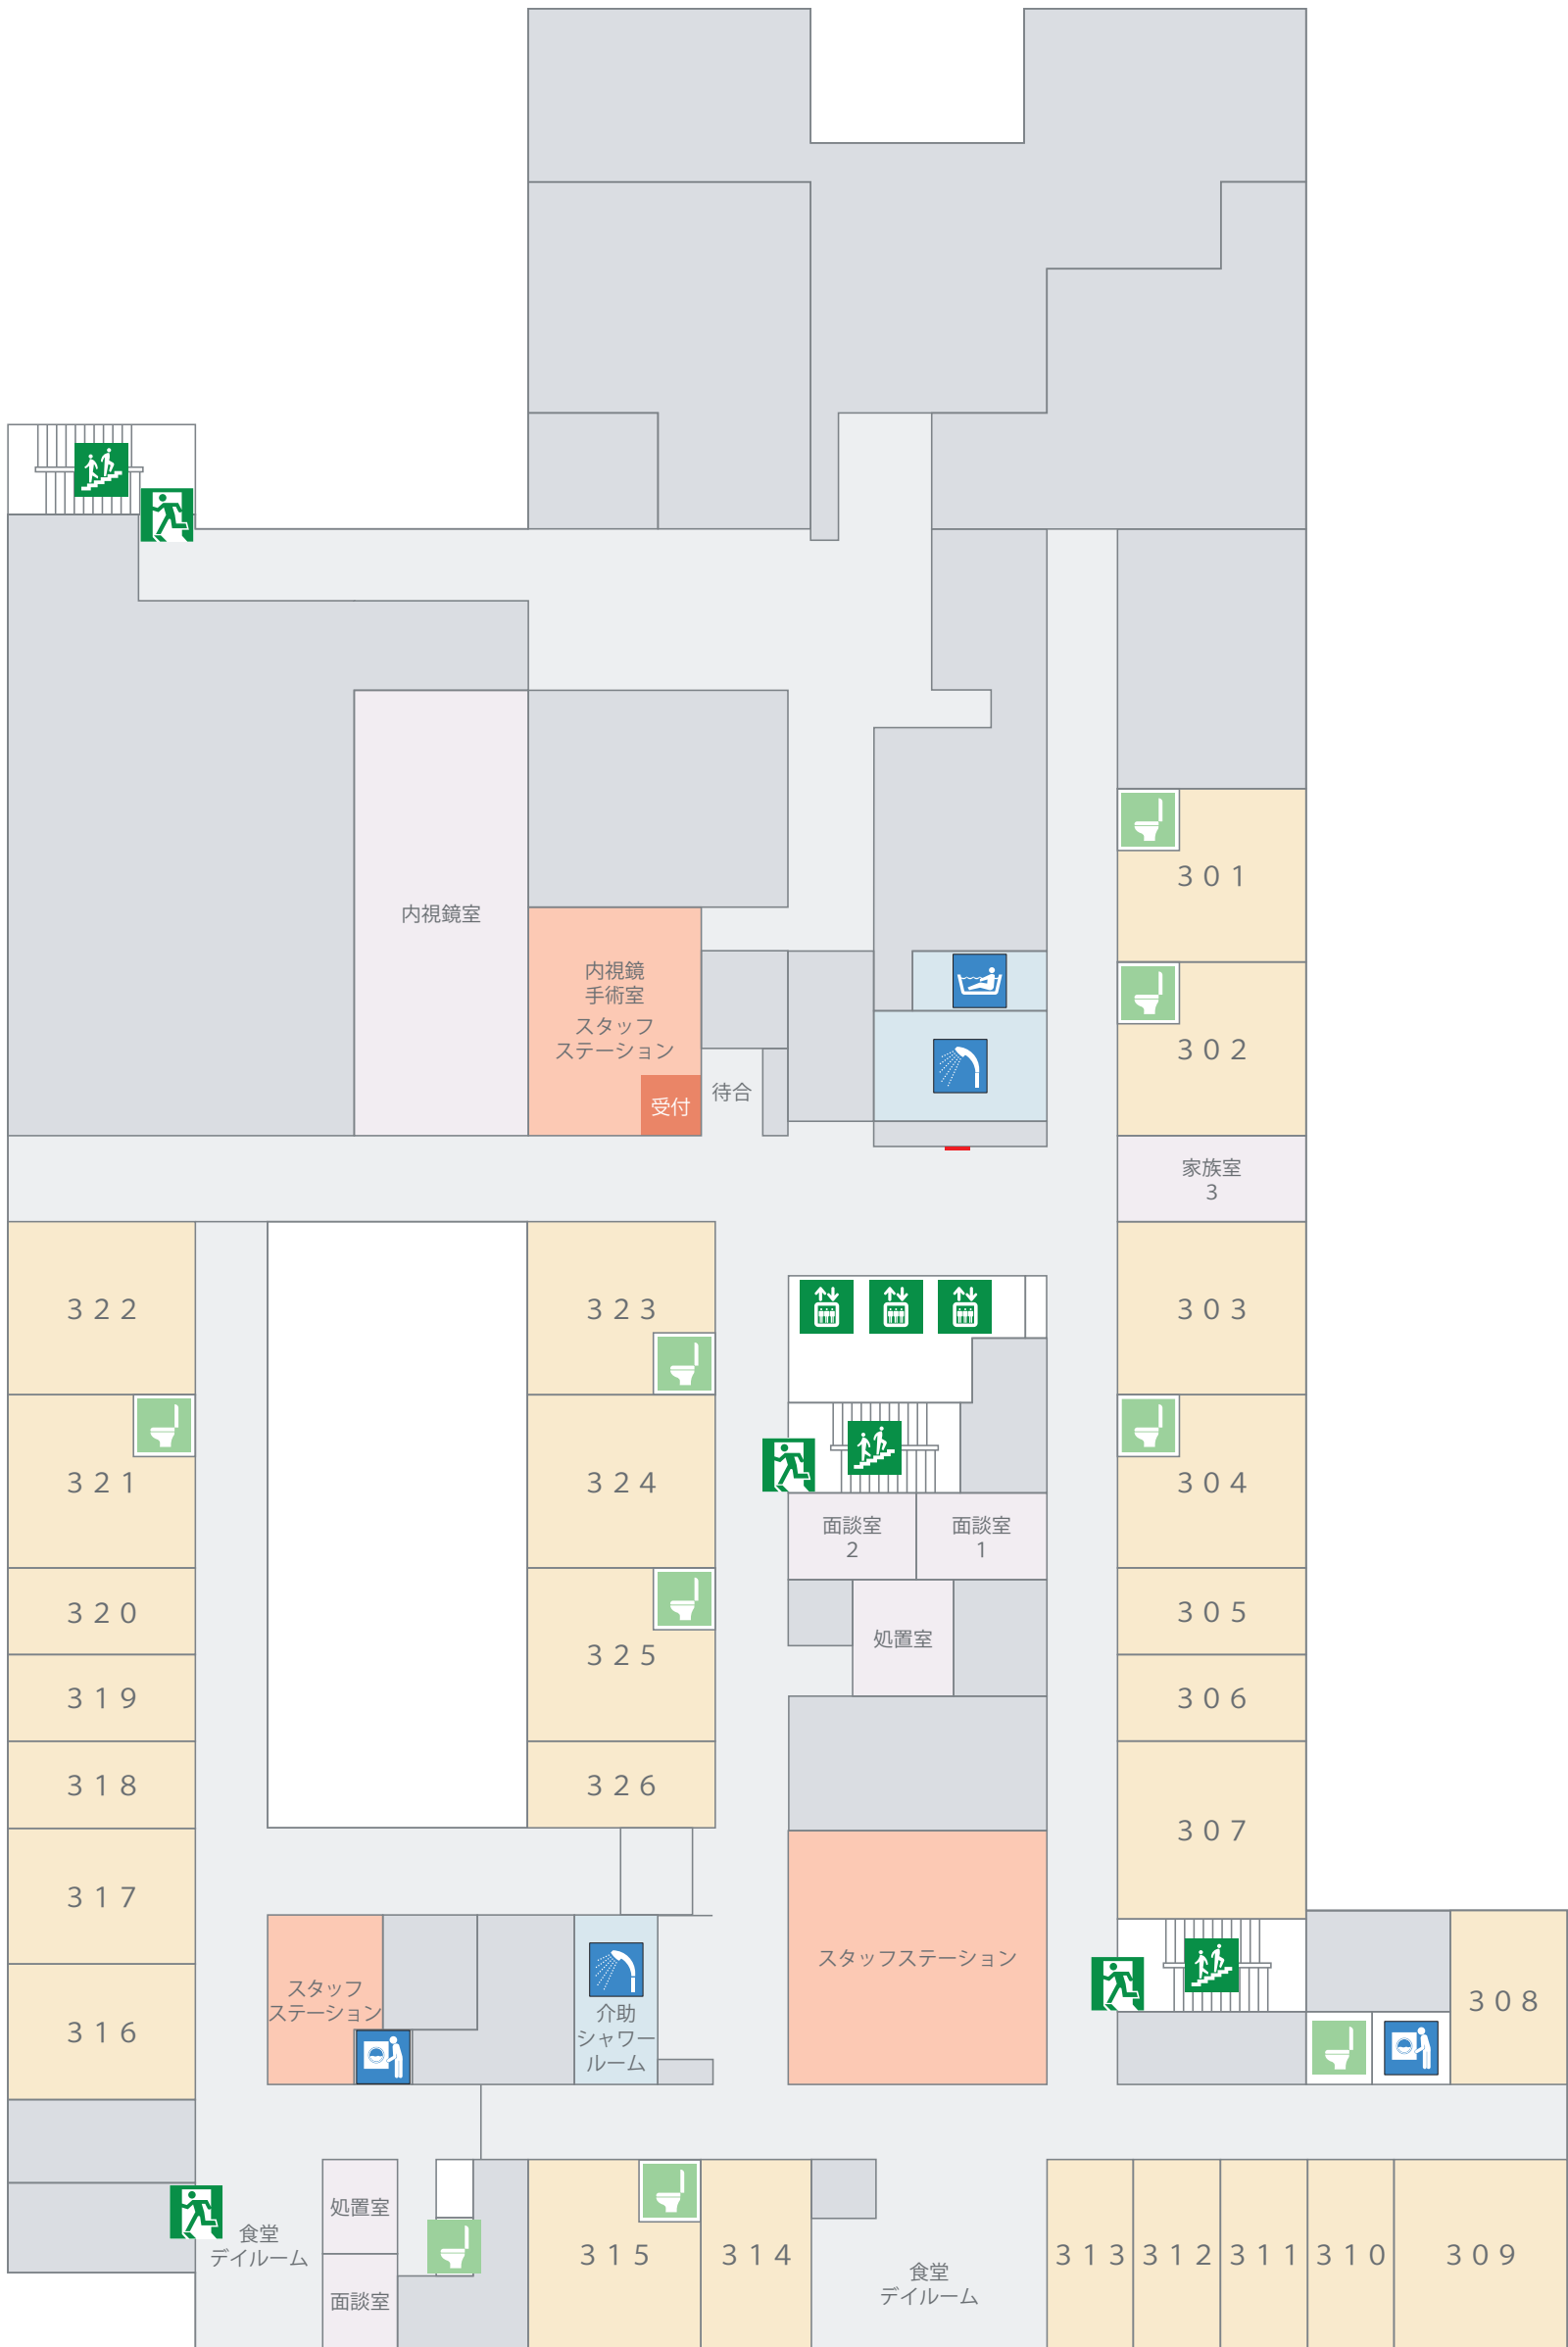 ３０１
内視鏡室
内視鏡
手術室
スタッフ
ステーション
３０２
待合
受付
家族室
3
３２２
３２３
３０３
３２１
３２４
３０４
面談室
2
面談室
1
３２０
３０５
処置室
３２５
３１９
３０６
３１８
３２６
３０７
３１７
スタッフステーション
スタッフ
ステーション
３０８
介助
シャワー
ルーム
３１６
処置室
食堂
デイルーム
３１５
３１４
３１３
３１２
３１１
３１０
３０９
食堂
デイルーム
面談室